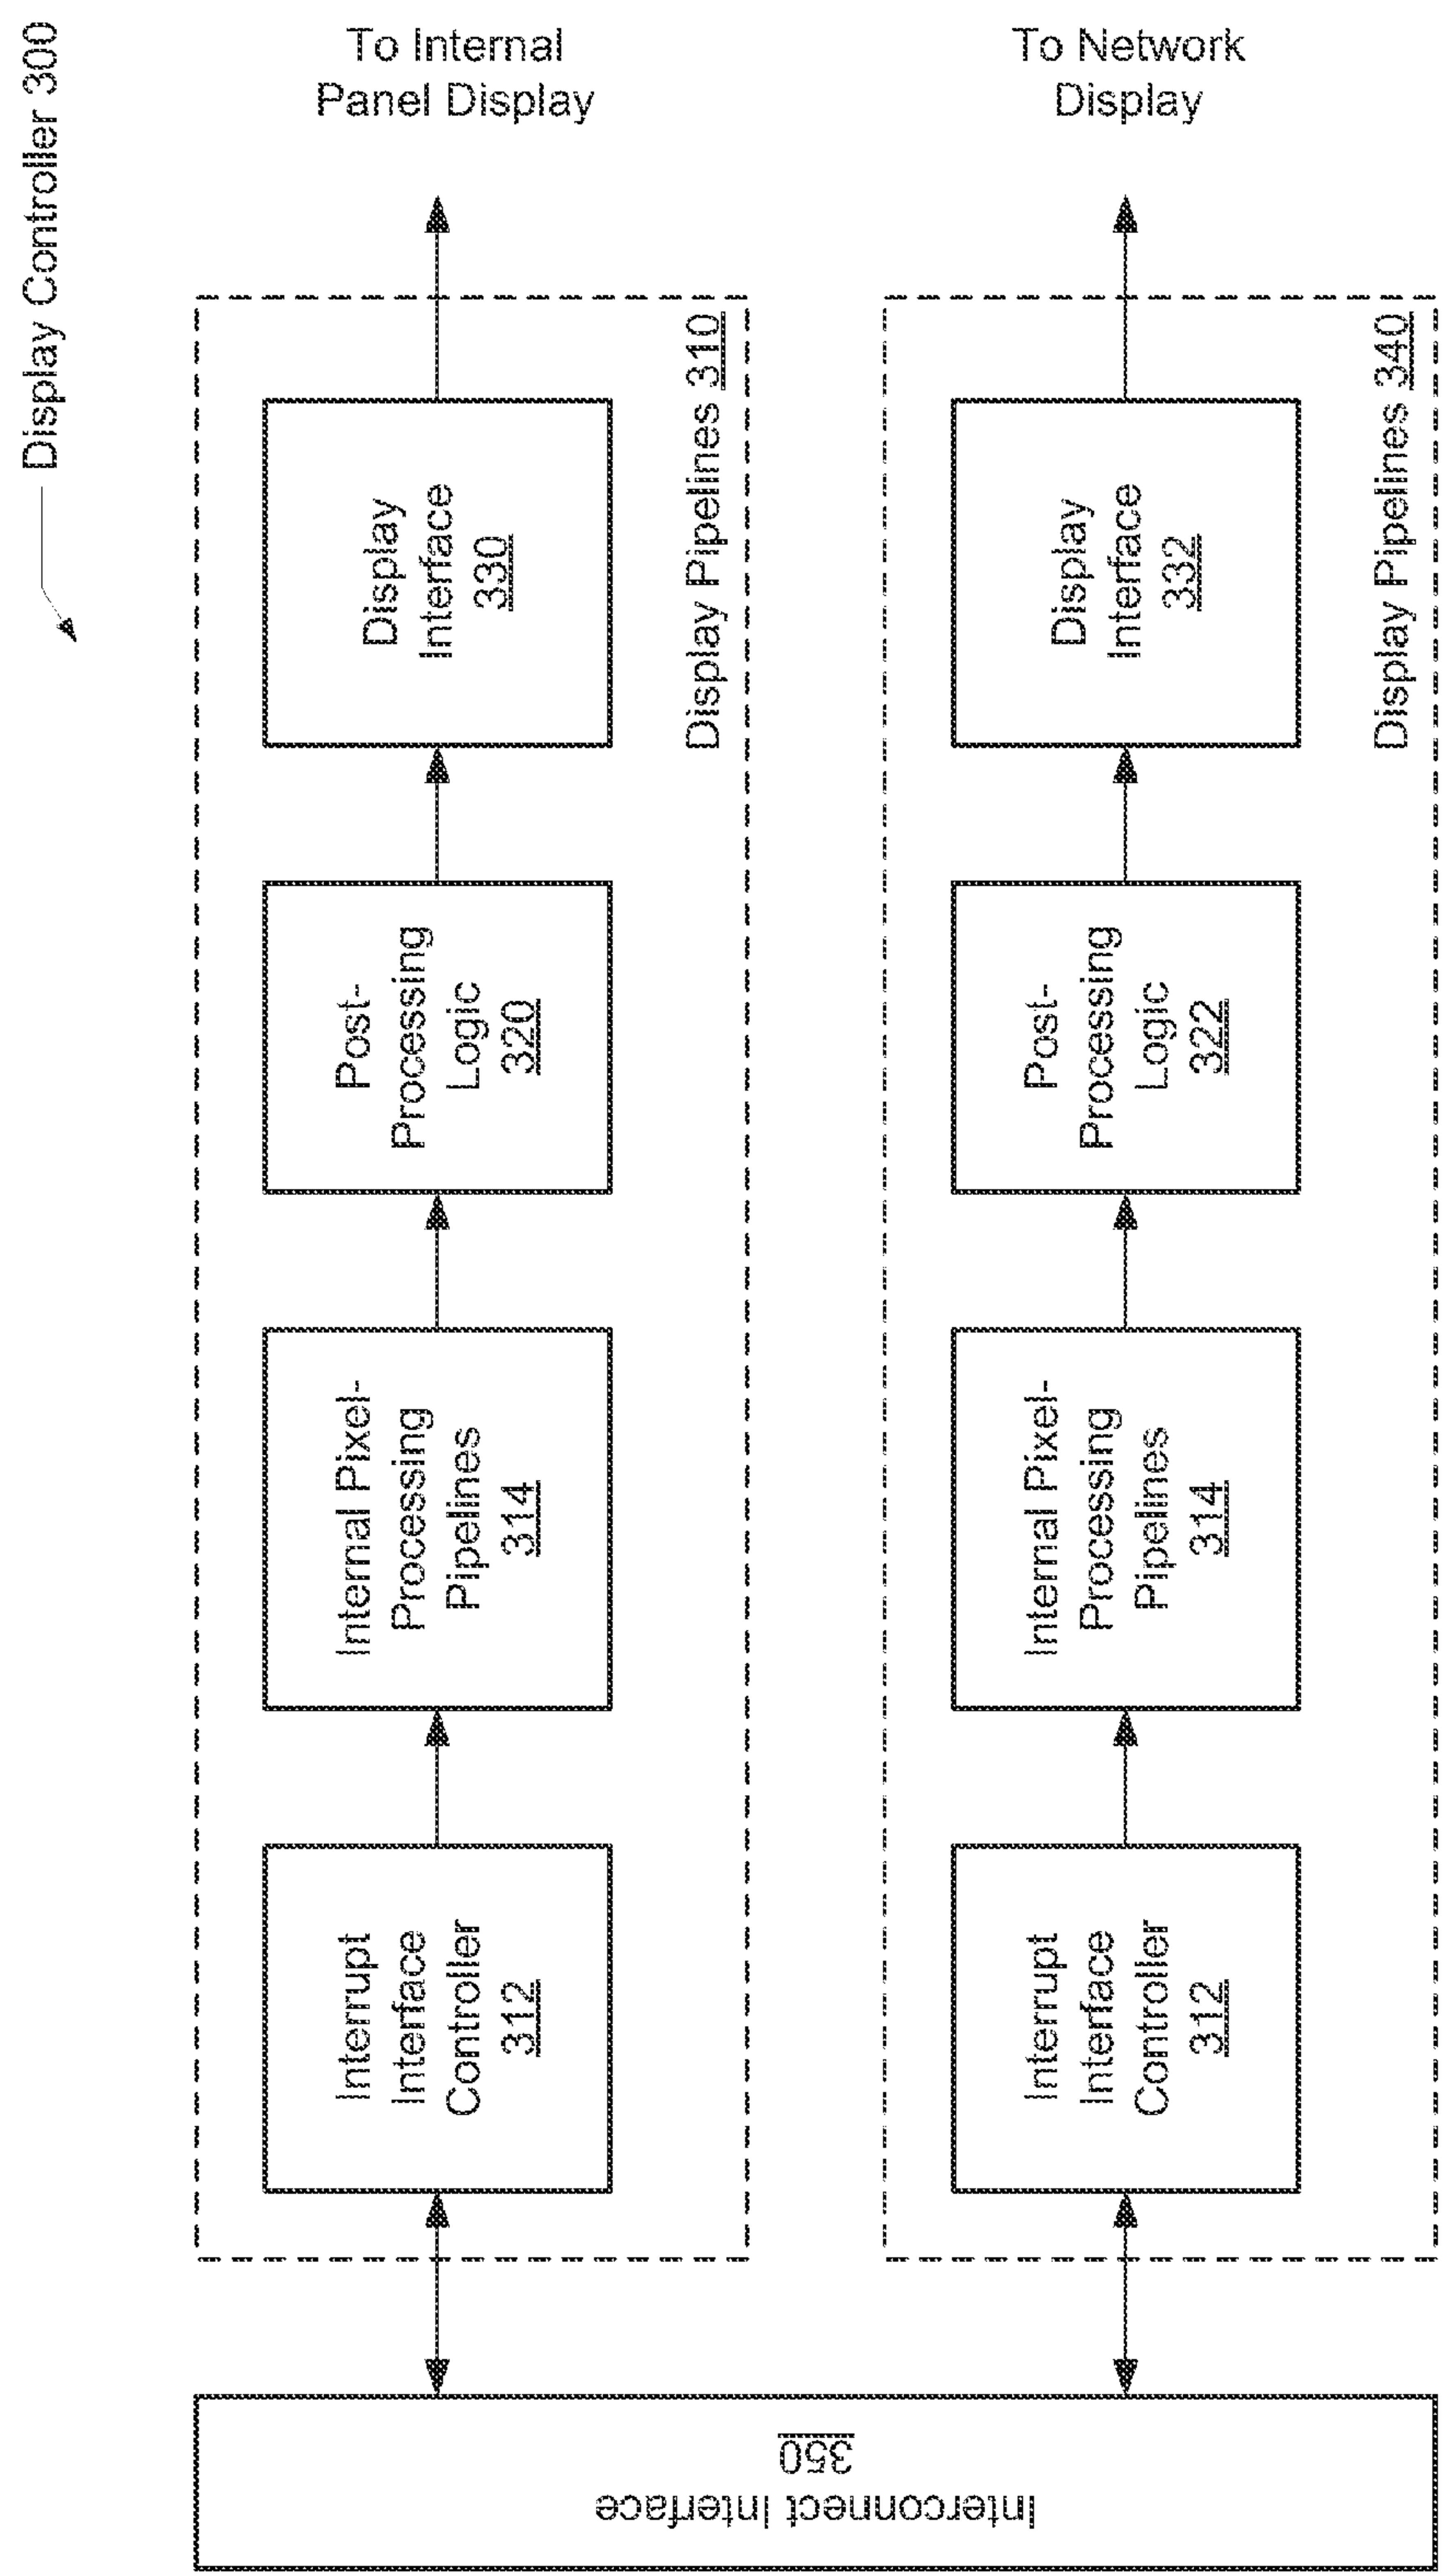 Display Controller 300
To Internal
Panel Display
To Network
Display
Display
Interface
330
Post-
Processing
Logic
320
Internal Pixel-
Processing
Pipelines
314
Interrupt
Interface
Controller
312
Display Pipelines 310
Display
Interface
332
Post-
Processing
Logic
322
Internal Pixel-
Processing
Pipelines
314
Interrupt
Interface
Controller
312
Display Pipelines 340
Interconnect Interface
350